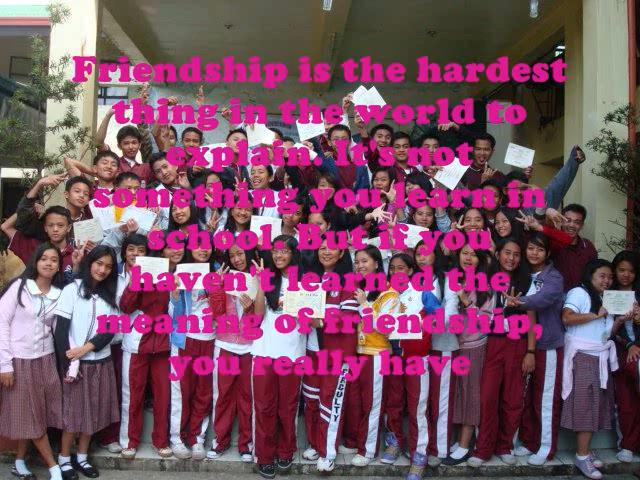 Friendship is the hardest
thing in the world to
explain. It's not
something you learn in
school. But if you
haven't learned the
meaning of friendship,
you really have
FACULTY